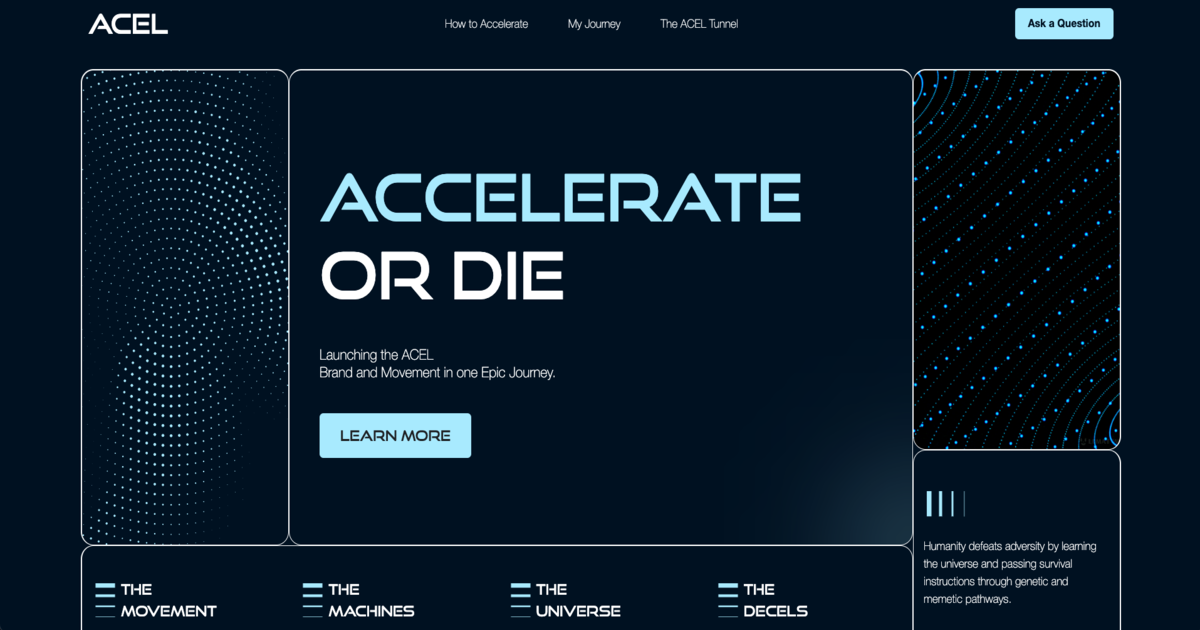 ACEL
How to Accelerate
My Journey
The ACEL Tunnel
Ask a Question
ACCELERATE
OR DIE
Launching the ACEL
Brand and Movement in one Epic Journey.
LEARN MORE
Humanity defeats adversity by learning
the universe and passing survival
instructions through genetic and
memetic pathways.
THE
MOVEMENT
THE
MACHINES
THE
UNIVERSE
THE
DECELS